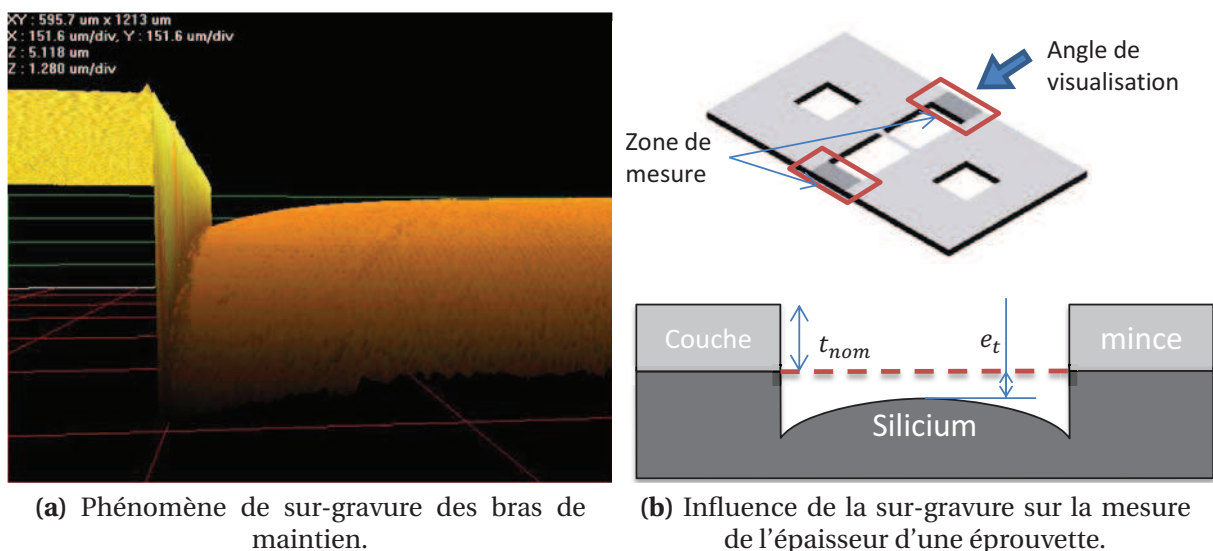 XY : 595.7 um x 1213 um
X : 151.6 um/div, Y : 151.6 um/div
Z : 5.118 um
Z : 1.280 um/div
Angle de
visualisation
Zone de
mesure
Couche
t_nom
e_t
mince
Silicium
(a) Phénomène de sur-gravure des bras de
maintien.
(b) Influence de la sur-gravure sur la mesure
de l'épaisseur d'une éprouvette.